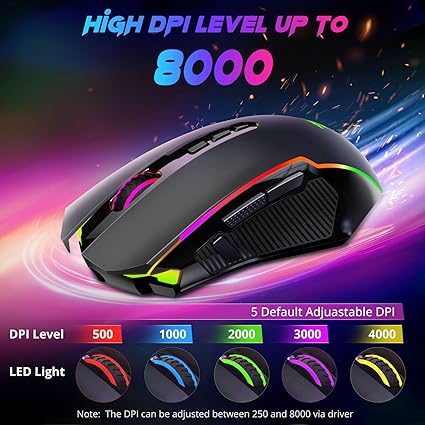 HIGH DPI LEVEL UP TO
8000
5 Default Adjuastable DPI
DPI Level 500 1000 2000 3000 4000
LED Light
Note: The DPI can be adjusted between 250 and 8000 via driver